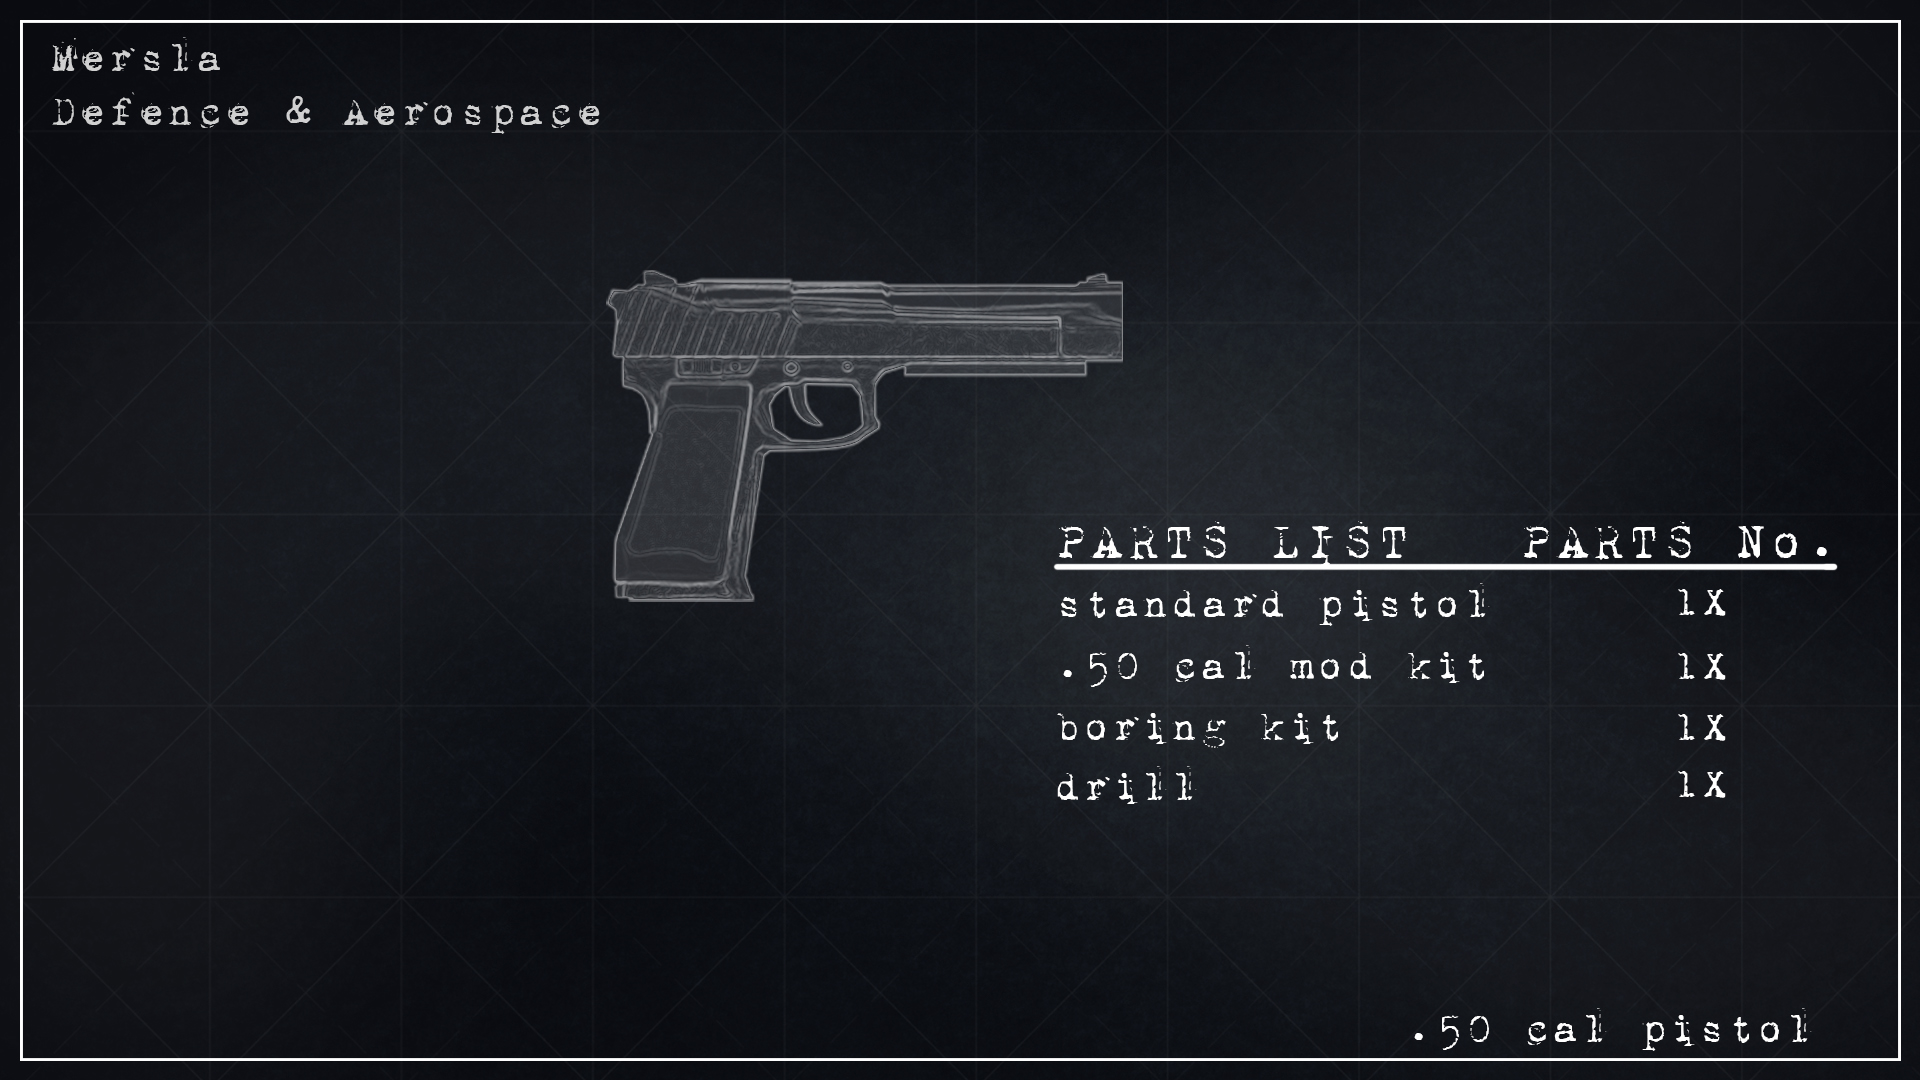 Mersla
Defence & Aerospace
PARTS LIST PARTS No.
standard pistol 1X
.50 cal mod kit 1X
boring kit 1X
drill 1X
.50 cal pistol